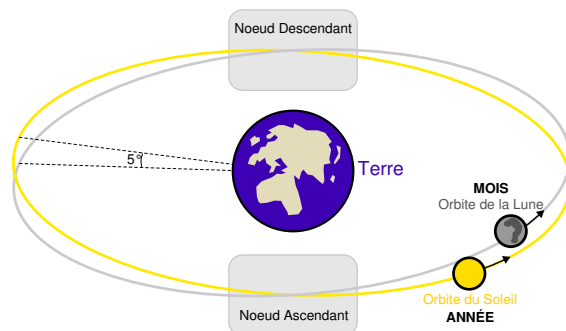 Noeud Descendant
5°
Terre
MOIS
Orbite de la Lune
Orbite du Soleil
ANNÉE
Noeud Ascendant